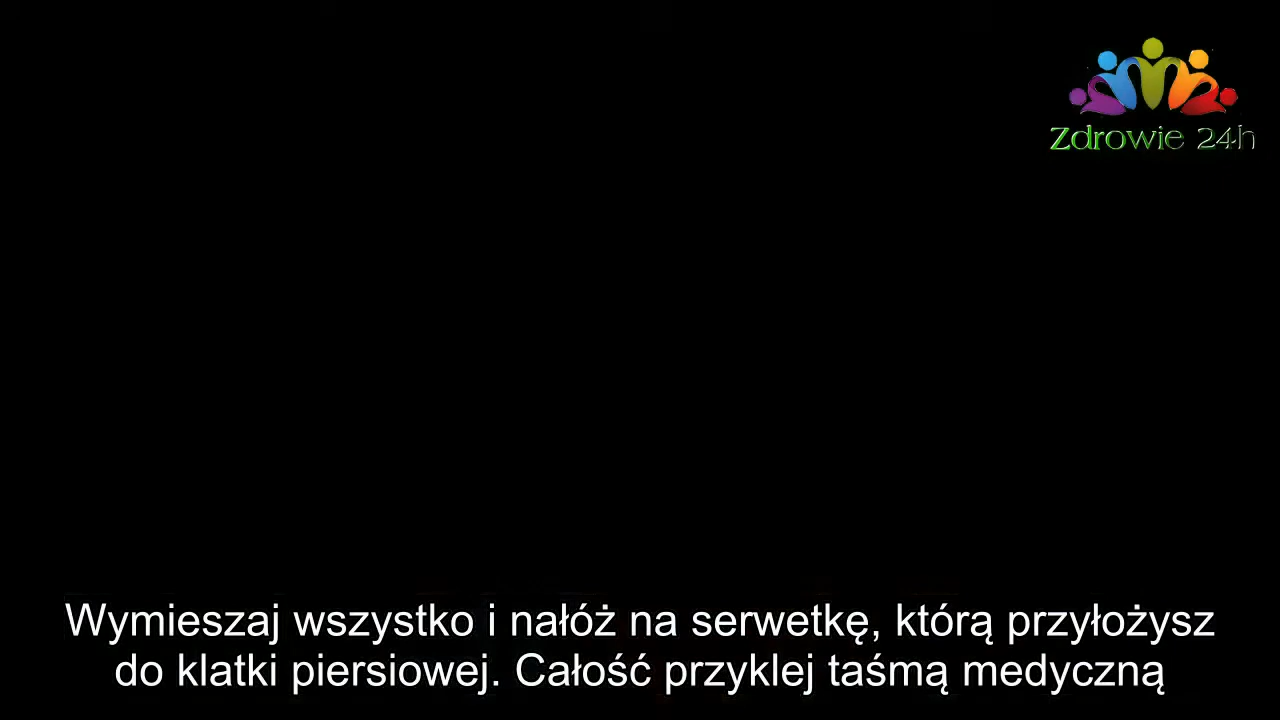 Zdrowie 24h
Wymieszaj wszystko i nałóż na serwetkę, którą przyłożysz
do klatki piersiowej. Całość przyklej taśmą medyczną